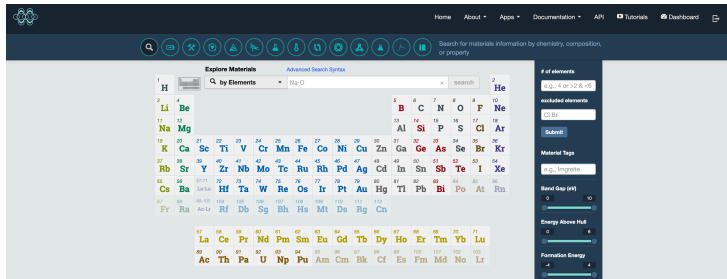 Home About Apps Documentation API Tutorials Dashboard
Search for materials information by chemistry, composition, or property
Explore Materials Advanced Search Syntax
by Elements Na-O × search
# of elements
e.g., 4 or >2 & <6
excluded elements
Cl Br
Submit
Material Tags
e.g., tmgreite
Band Gap (eV)
0 10
Energy Above Hull
0 6
Formation Energy
-4 4
1 2
H He
3 4 5 6 7 8 9 10
Li Be B C N O F Ne
11 12 13 14 15 16 17 18
Na Mg Al Si P S Cl Ar
19 20 21 22 23 24 25 26 27 28 29 30 31 32 33 34 35 36
K Ca Sc Ti V Cr Mn Fe Co Ni Cu Zn Ga Ge As Se Br Kr
37 38 39 40 41 42 43 44 45 46 47 48 49 50 51 52 53 54
Rb Sr Y Zr Nb Mo Tc Ru Rh Pd Ag Cd In Sn Sb Te I Xe
55 56 57-71 72 73 74 75 76 77 78 79 80 81 82 83 84 85 86
Cs Ba La-Lu Hf Ta W Re Os Ir Pt Au Hg Tl Pb Bi Po At Rn
87 88 89-103 104 105 106 107 108 109 110 111 112
Fr Ra Ac-Lr Rf Db Sg Bh Hs Mt Ds Rg Cn
57 58 59 60 61 62 63 64 65 66 67 68 69 70 71
La Ce Pr Nd Pm Sm Eu Gd Tb Dy Ho Er Tm Yb Lu
89 90 91 92 93 94 95 96 97 98 99 100 101 102 103
Ac Th Pa U Np Pu Am Cm Bk Cf Es Fm Md No Lr